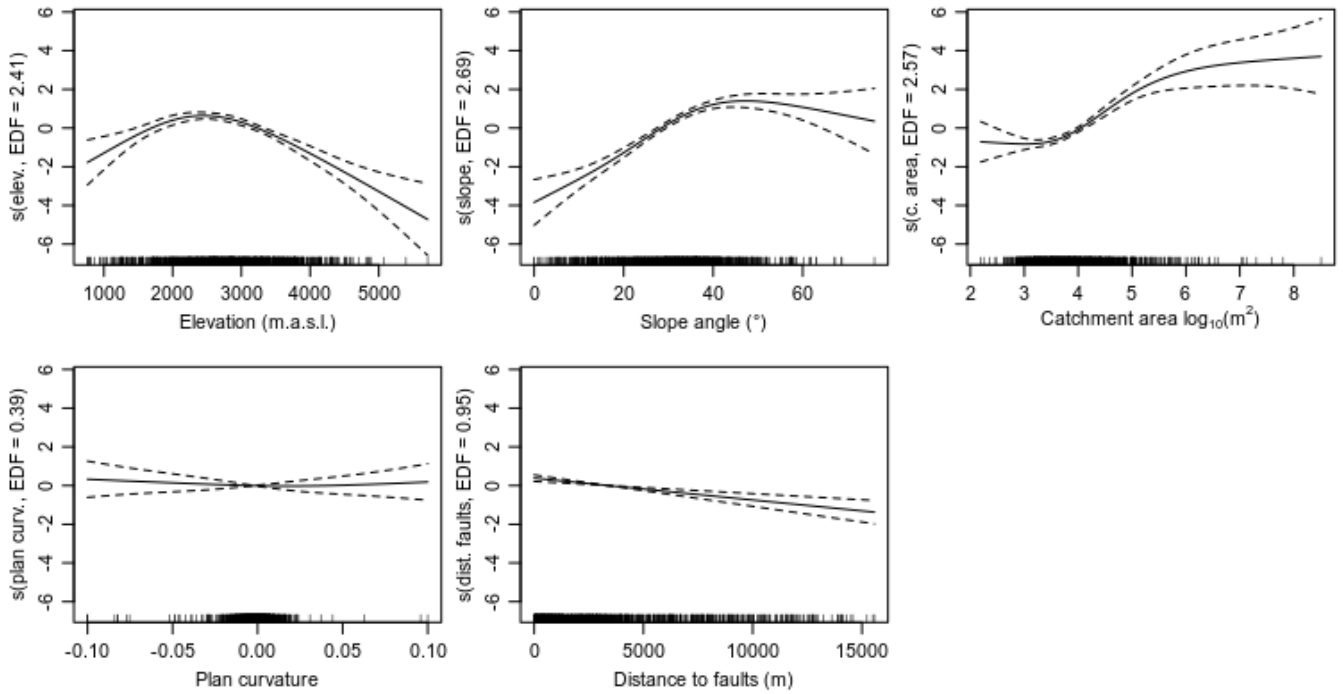 6
4
2
0
-2
-4
-6
s(elev., EDF = 2.41)
1000 2000 3000 4000 5000
Elevation (m.a.s.l.)
6
4
2
0
-2
-4
-6
s(slope, EDF = 2.69)
0 20 40 60
Slope angle (°)
6
4
2
0
-2
-4
-6
s(c. area, EDF = 2.57)
2 3 4 5 6 7 8
Catchment area log₁₀(m²)
6
4
2
0
-2
-4
-6
s(plan curv., EDF = 0.39)
-0.10 -0.05 0.00 0.05 0.10
Plan curvature
6
4
2
0
-2
-4
-6
s(dist. faults, EDF = 0.95)
0 5000 10000 15000
Distance to faults (m)